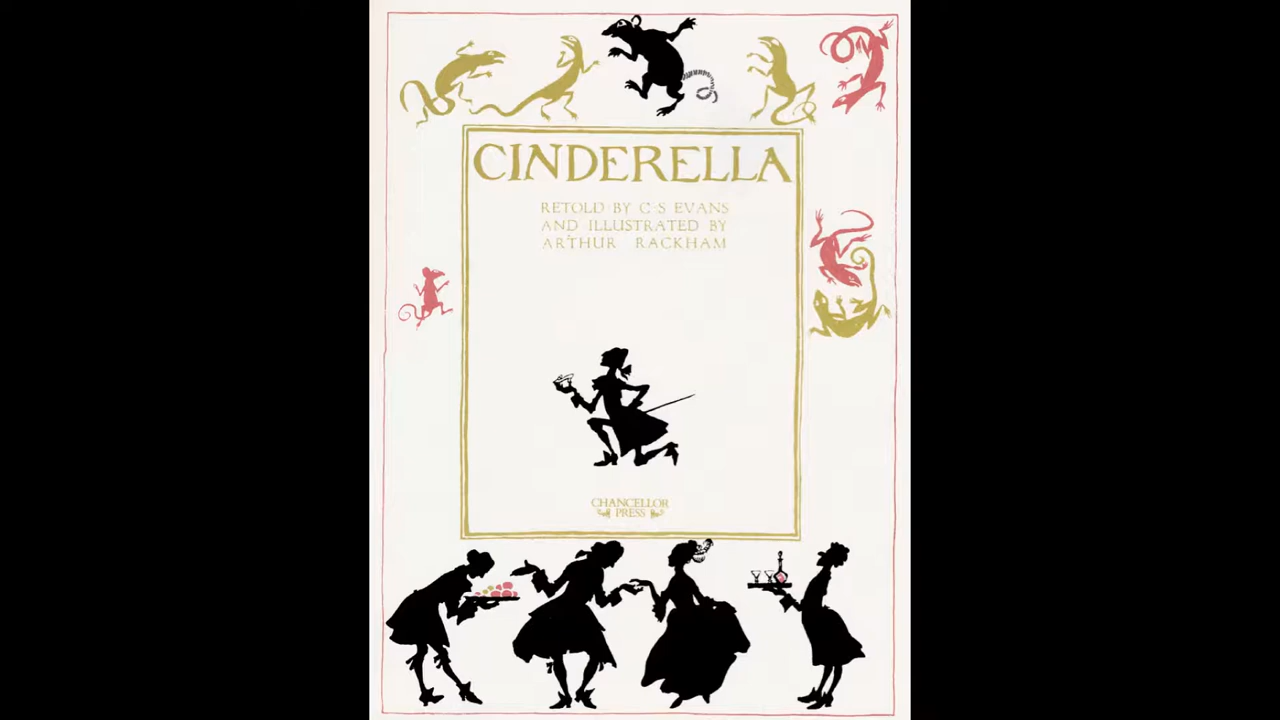 CINDERELLA
RETOLD BY C·S EVANS
AND ILLUSTRATED BY
ARTHUR RACKHAM
CHANCELLOR
PRESS